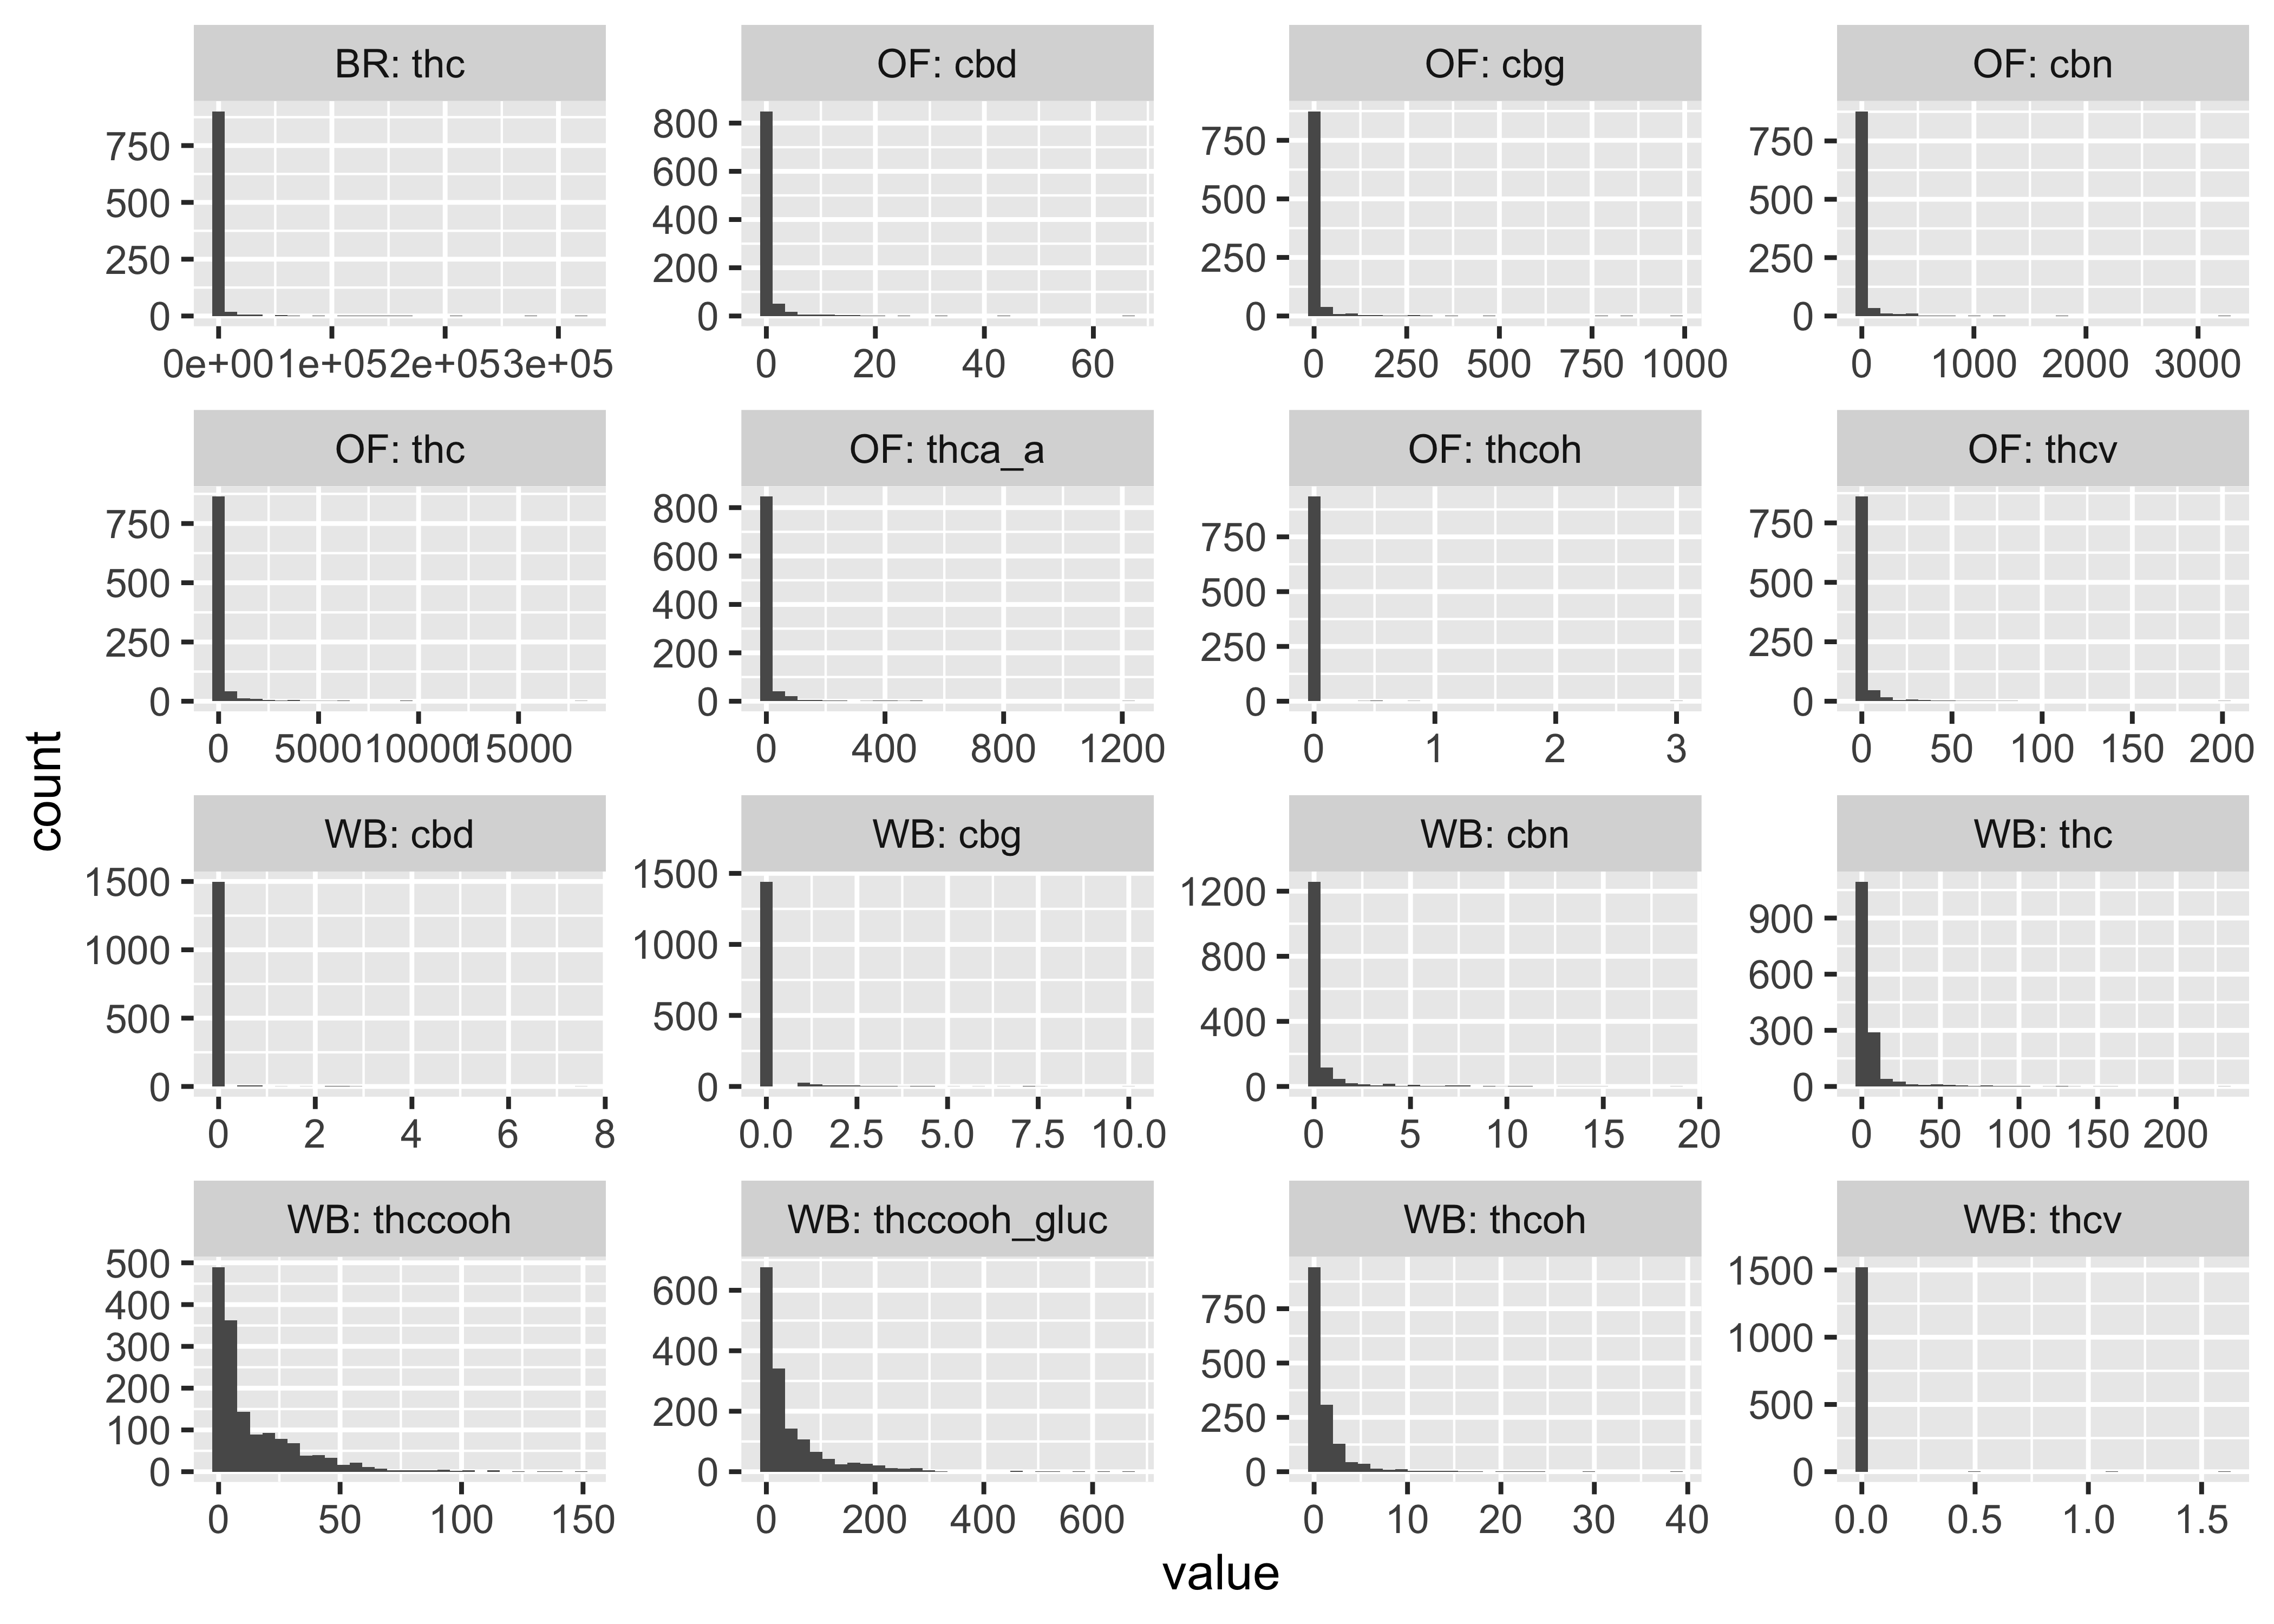 BR: thc
OF: cbd
OF: cbg
OF: cbn
750
500
250
0
800
600
400
200
0
750
500
250
0
750
500
250
0
0e+00 1e+05 2e+05 3e+05
0 20 40 60
0 250 500 750 1000
0 1000 2000 3000
OF: thc
OF: thca_a
OF: thcoh
OF: thcv
750
500
250
0
800
600
400
200
0
750
500
250
0
750
500
250
0
0 5000 10000 15000
0 400 800 1200
0 1 2 3
0 50 100 150 200
count
WB: cbd
WB: cbg
WB: cbn
WB: thc
1500
1000
500
0
1500
1000
500
0
1200
800
400
0
900
600
300
0
0 2 4 6 8
0.0 2.5 5.0 7.5 10.0
0 5 10 15 20
0 50 100 150 200
WB: thccooh
WB: thccooh_gluc
WB: thcoh
WB: thcv
500
400
300
200
100
0
600
400
200
0
750
500
250
0
1500
1000
500
0
0 50 100 150
0 200 400 600
0 10 20 30 40
0.0 0.5 1.0 1.5
value